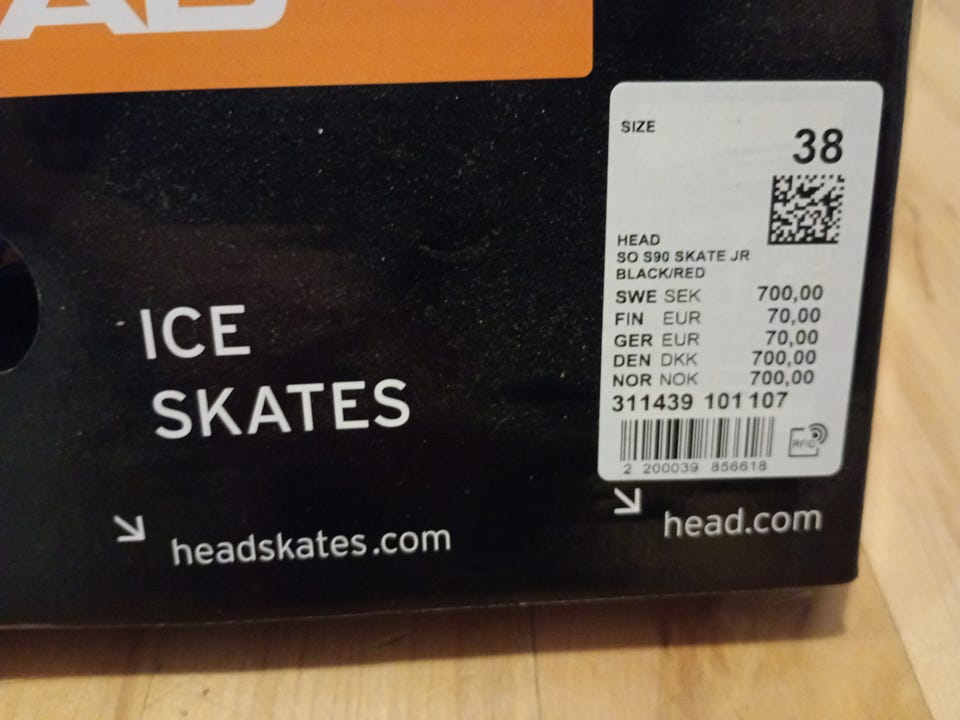 SIZE
38
HEAD
SO S90 SKATE JR
BLACK/RED
SWE SEK 700,00
FIN EUR 70,00
GER EUR 70,00
DEN DKK 700,00
NOR NOK 700,00
311439 101 107
RFID
2 200039 856618
ICE
SKATES
headskates.com
head.com